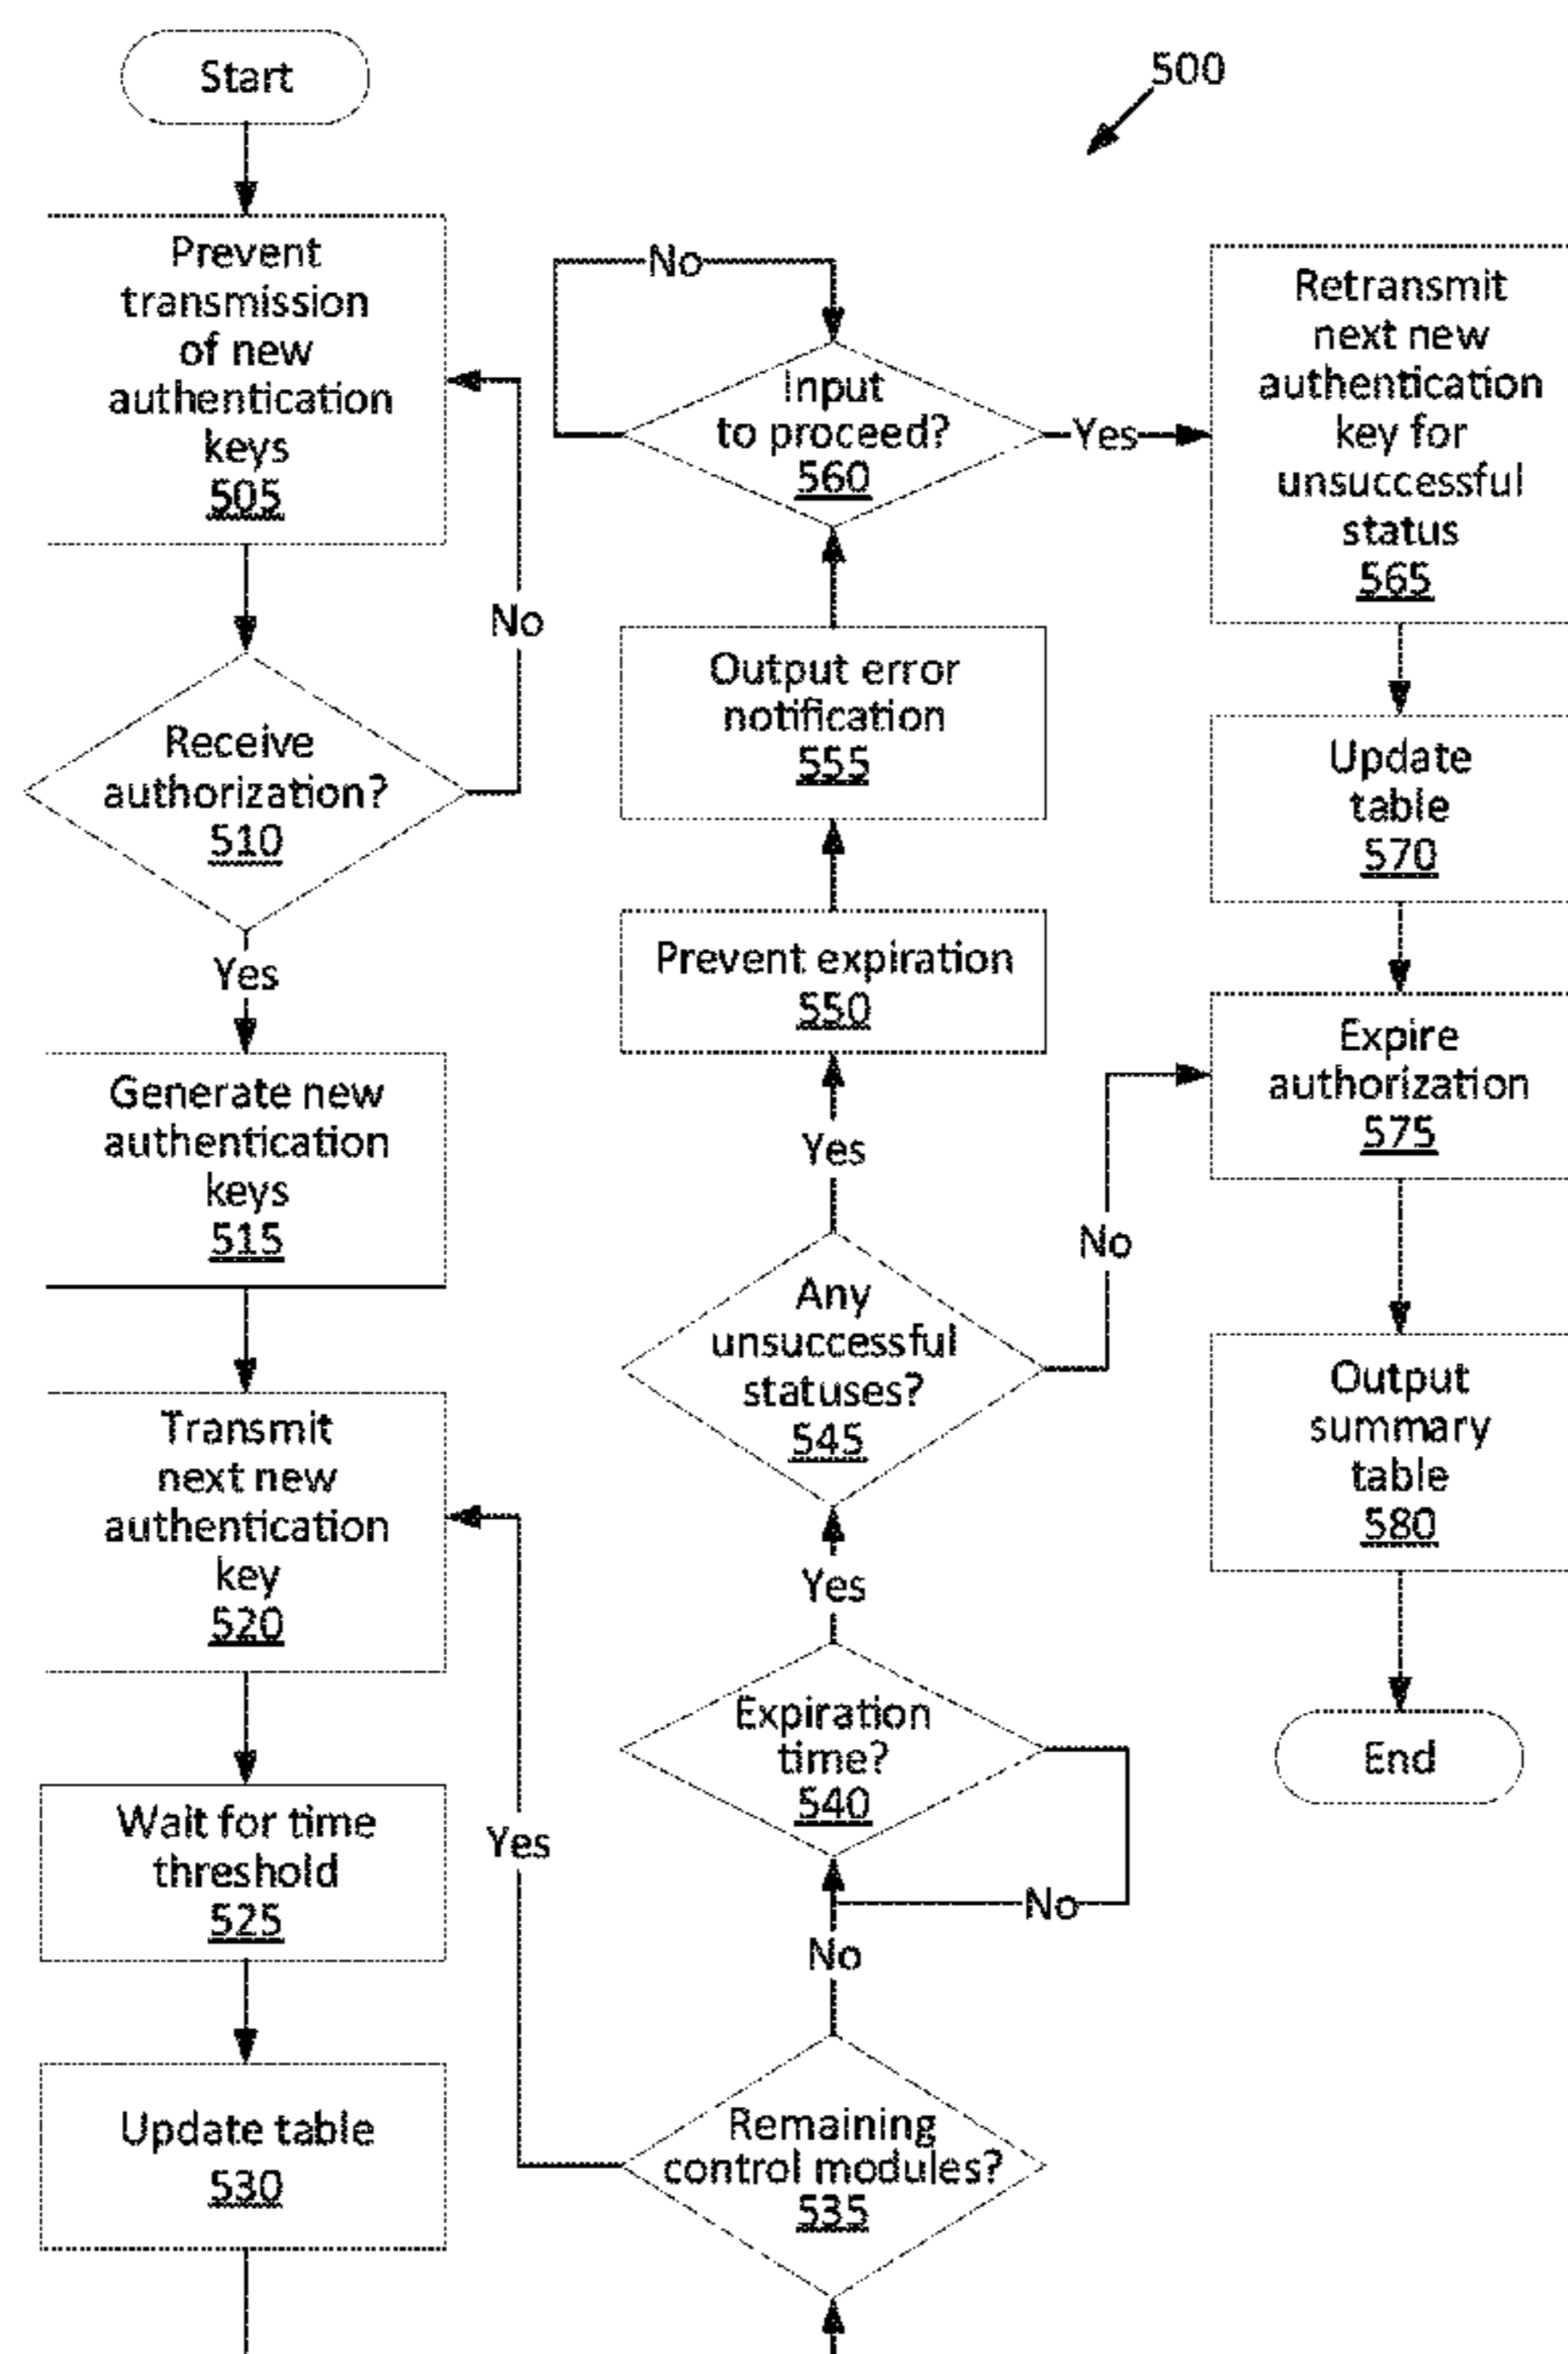 Start
500
Prevent
transmission
of new
authentication
keys
505
No
Receive
authorization?
510
Yes
Generate new
authentication
keys
515
Transmit
next new
authentication
key
520
Wait for time
threshold
525
Update table
530
Yes
Remaining
control modules?
535
No
No
Expiration
time?
540
Yes
Any
unsuccessful
statuses?
545
No
Yes
Prevent expiration
550
Output error
notification
555
Input
to proceed?
560
No
Yes
Retransmit
next new
authentication
key for
unsuccessful
status
565
Update
table
570
Expire
authorization
575
Output
summary
table
580
End